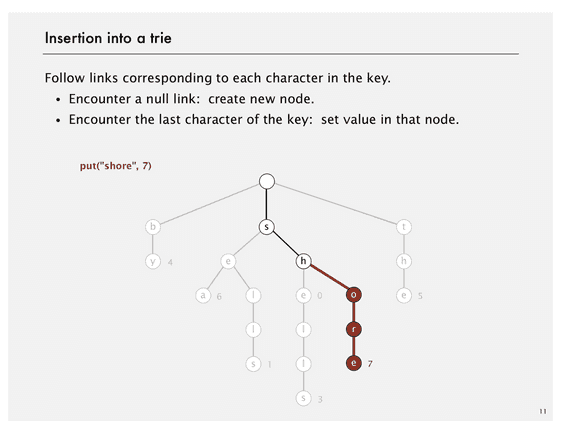 Insertion into a trie
Follow links corresponding to each character in the key.
• Encounter a null link: create new node.
• Encounter the last character of the key: set value in that node.
put("shore", 7)
b s t
y 4 e h h
a 6 l e 0 o e 5
l l r
s 1 l e 7
s 3
11